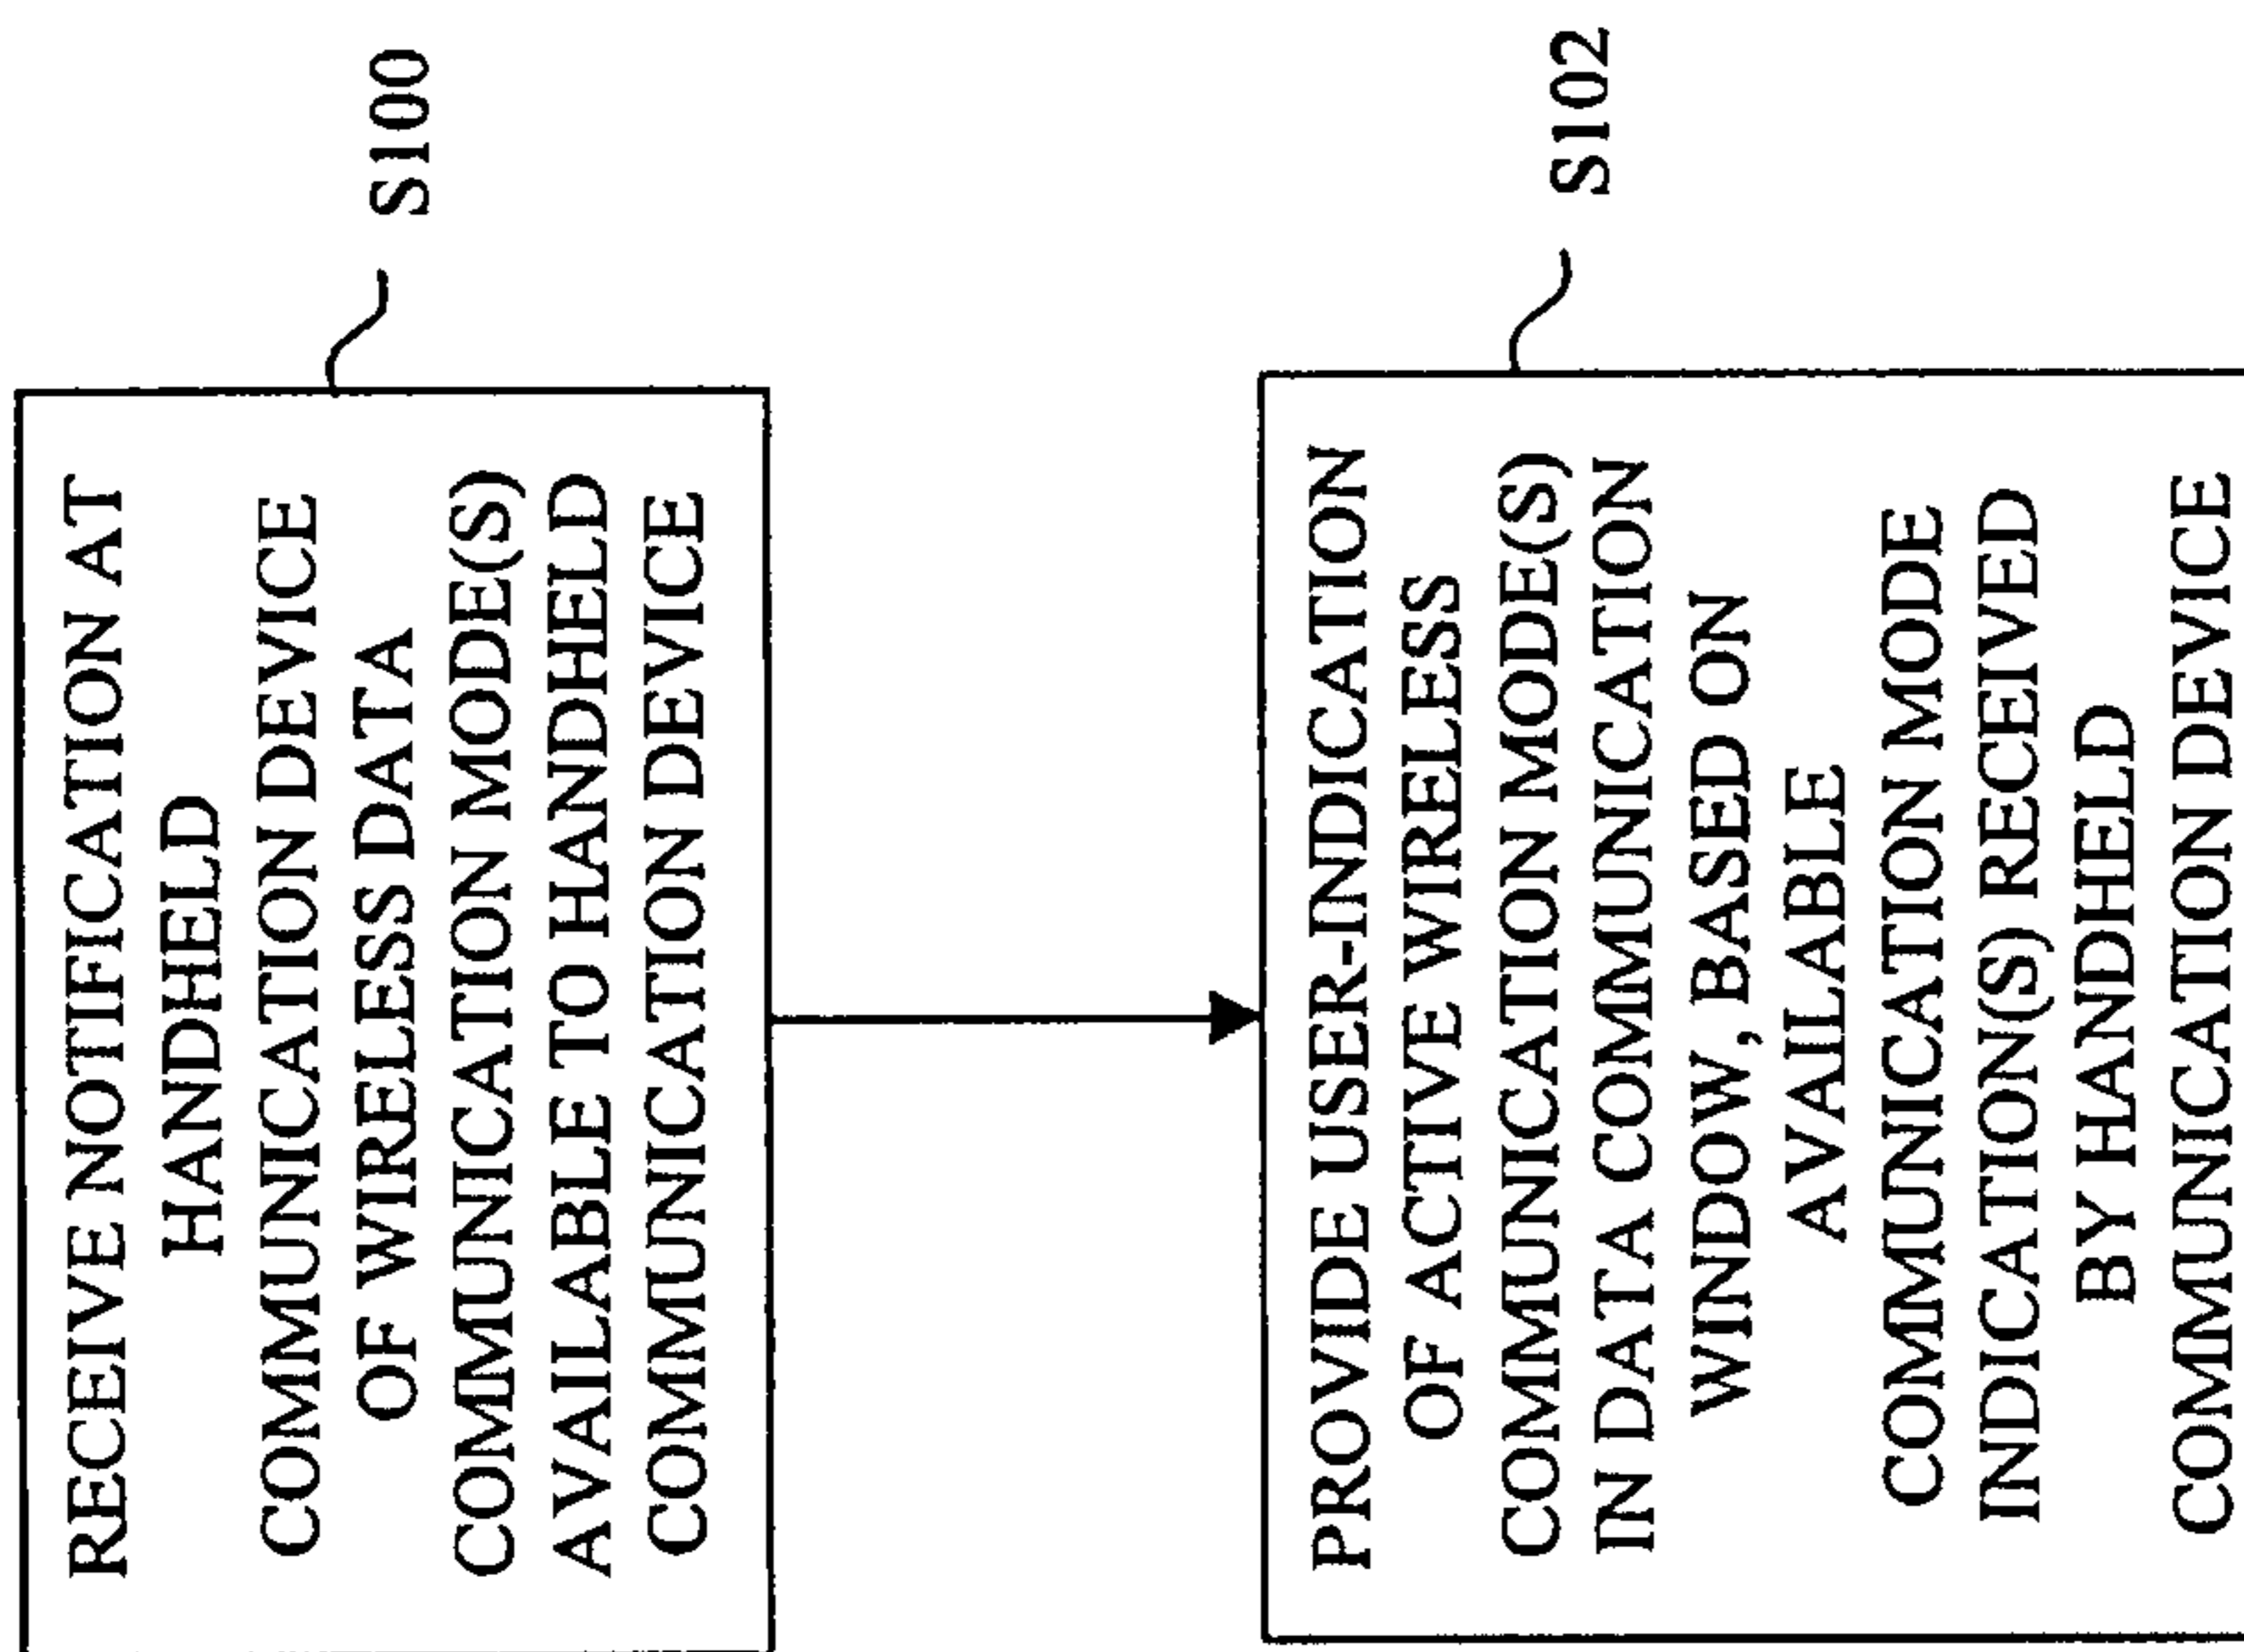 RECEIVE NOTIFICATION AT
HANDHELD
COMMUNICATION DEVICE
OF WIRELESS DATA
COMMUNICATION MODE(S)
AVAILABLE TO HANDHELD
COMMUNICATION DEVICE
S100
PROVIDE USER-INDICATION
OF ACTIVE WIRELESS
COMMUNICATION MODE(S)
IN DATA COMMUNICATION
WINDOW, BASED ON
AVAILABLE
COMMUNICATION MODE
INDICATION(S) RECEIVED
BY HANDHELD
COMMUNICATION DEVICE
S102